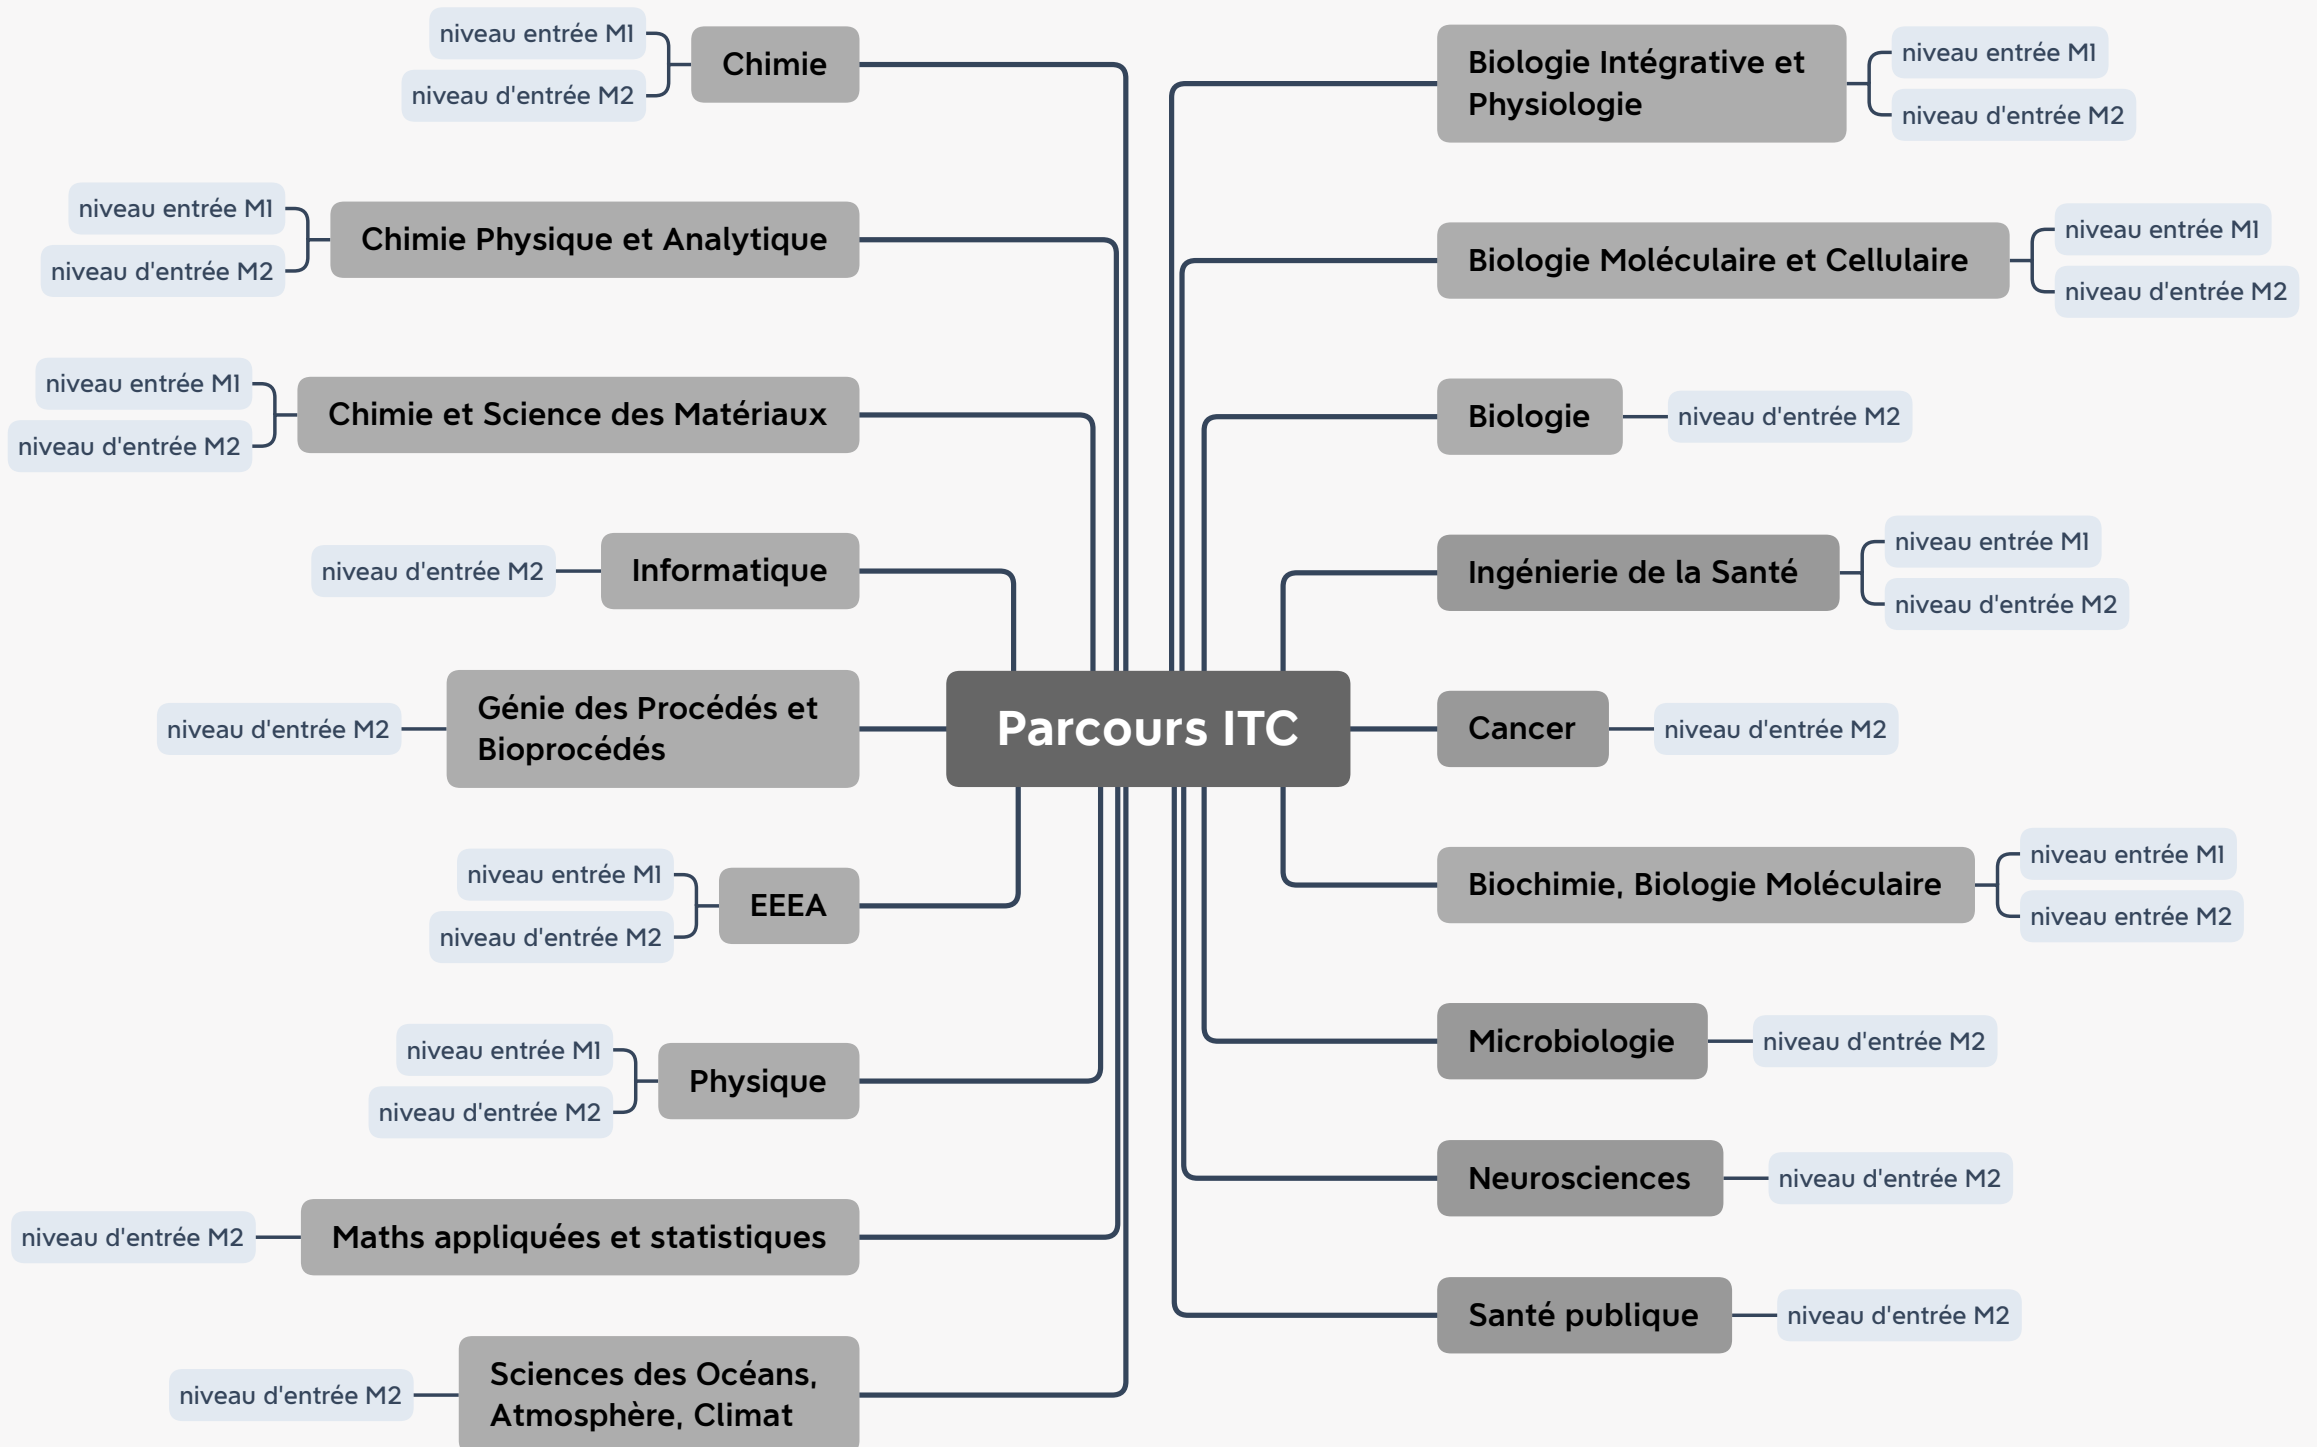 niveau entrée M1
niveau d'entrée M2
Chimie
niveau entrée M1
niveau d'entrée M2
Chimie Physique et Analytique
niveau entrée M1
niveau d'entrée M2
Chimie et Science des Matériaux
niveau d'entrée M2
Informatique
niveau d'entrée M2
Génie des Procédés et
Bioprocédés
niveau entrée M1
niveau d'entrée M2
EEEA
niveau entrée M1
niveau d'entrée M2
Physique
niveau d'entrée M2
Maths appliquées et statistiques
niveau d'entrée M2
Sciences des Océans,
Atmosphère, Climat
Parcours ITC
Biologie Intégrative et
Physiologie
niveau entrée M1
niveau d'entrée M2
Biologie Moléculaire et Cellulaire
niveau entrée M1
niveau d'entrée M2
Biologie
niveau d'entrée M2
Ingénierie de la Santé
niveau entrée M1
niveau d'entrée M2
Cancer
niveau d'entrée M2
Biochimie, Biologie Moléculaire
niveau entrée M1
niveau entrée M2
Microbiologie
niveau d'entrée M2
Neurosciences
niveau d'entrée M2
Santé publique
niveau d'entrée M2